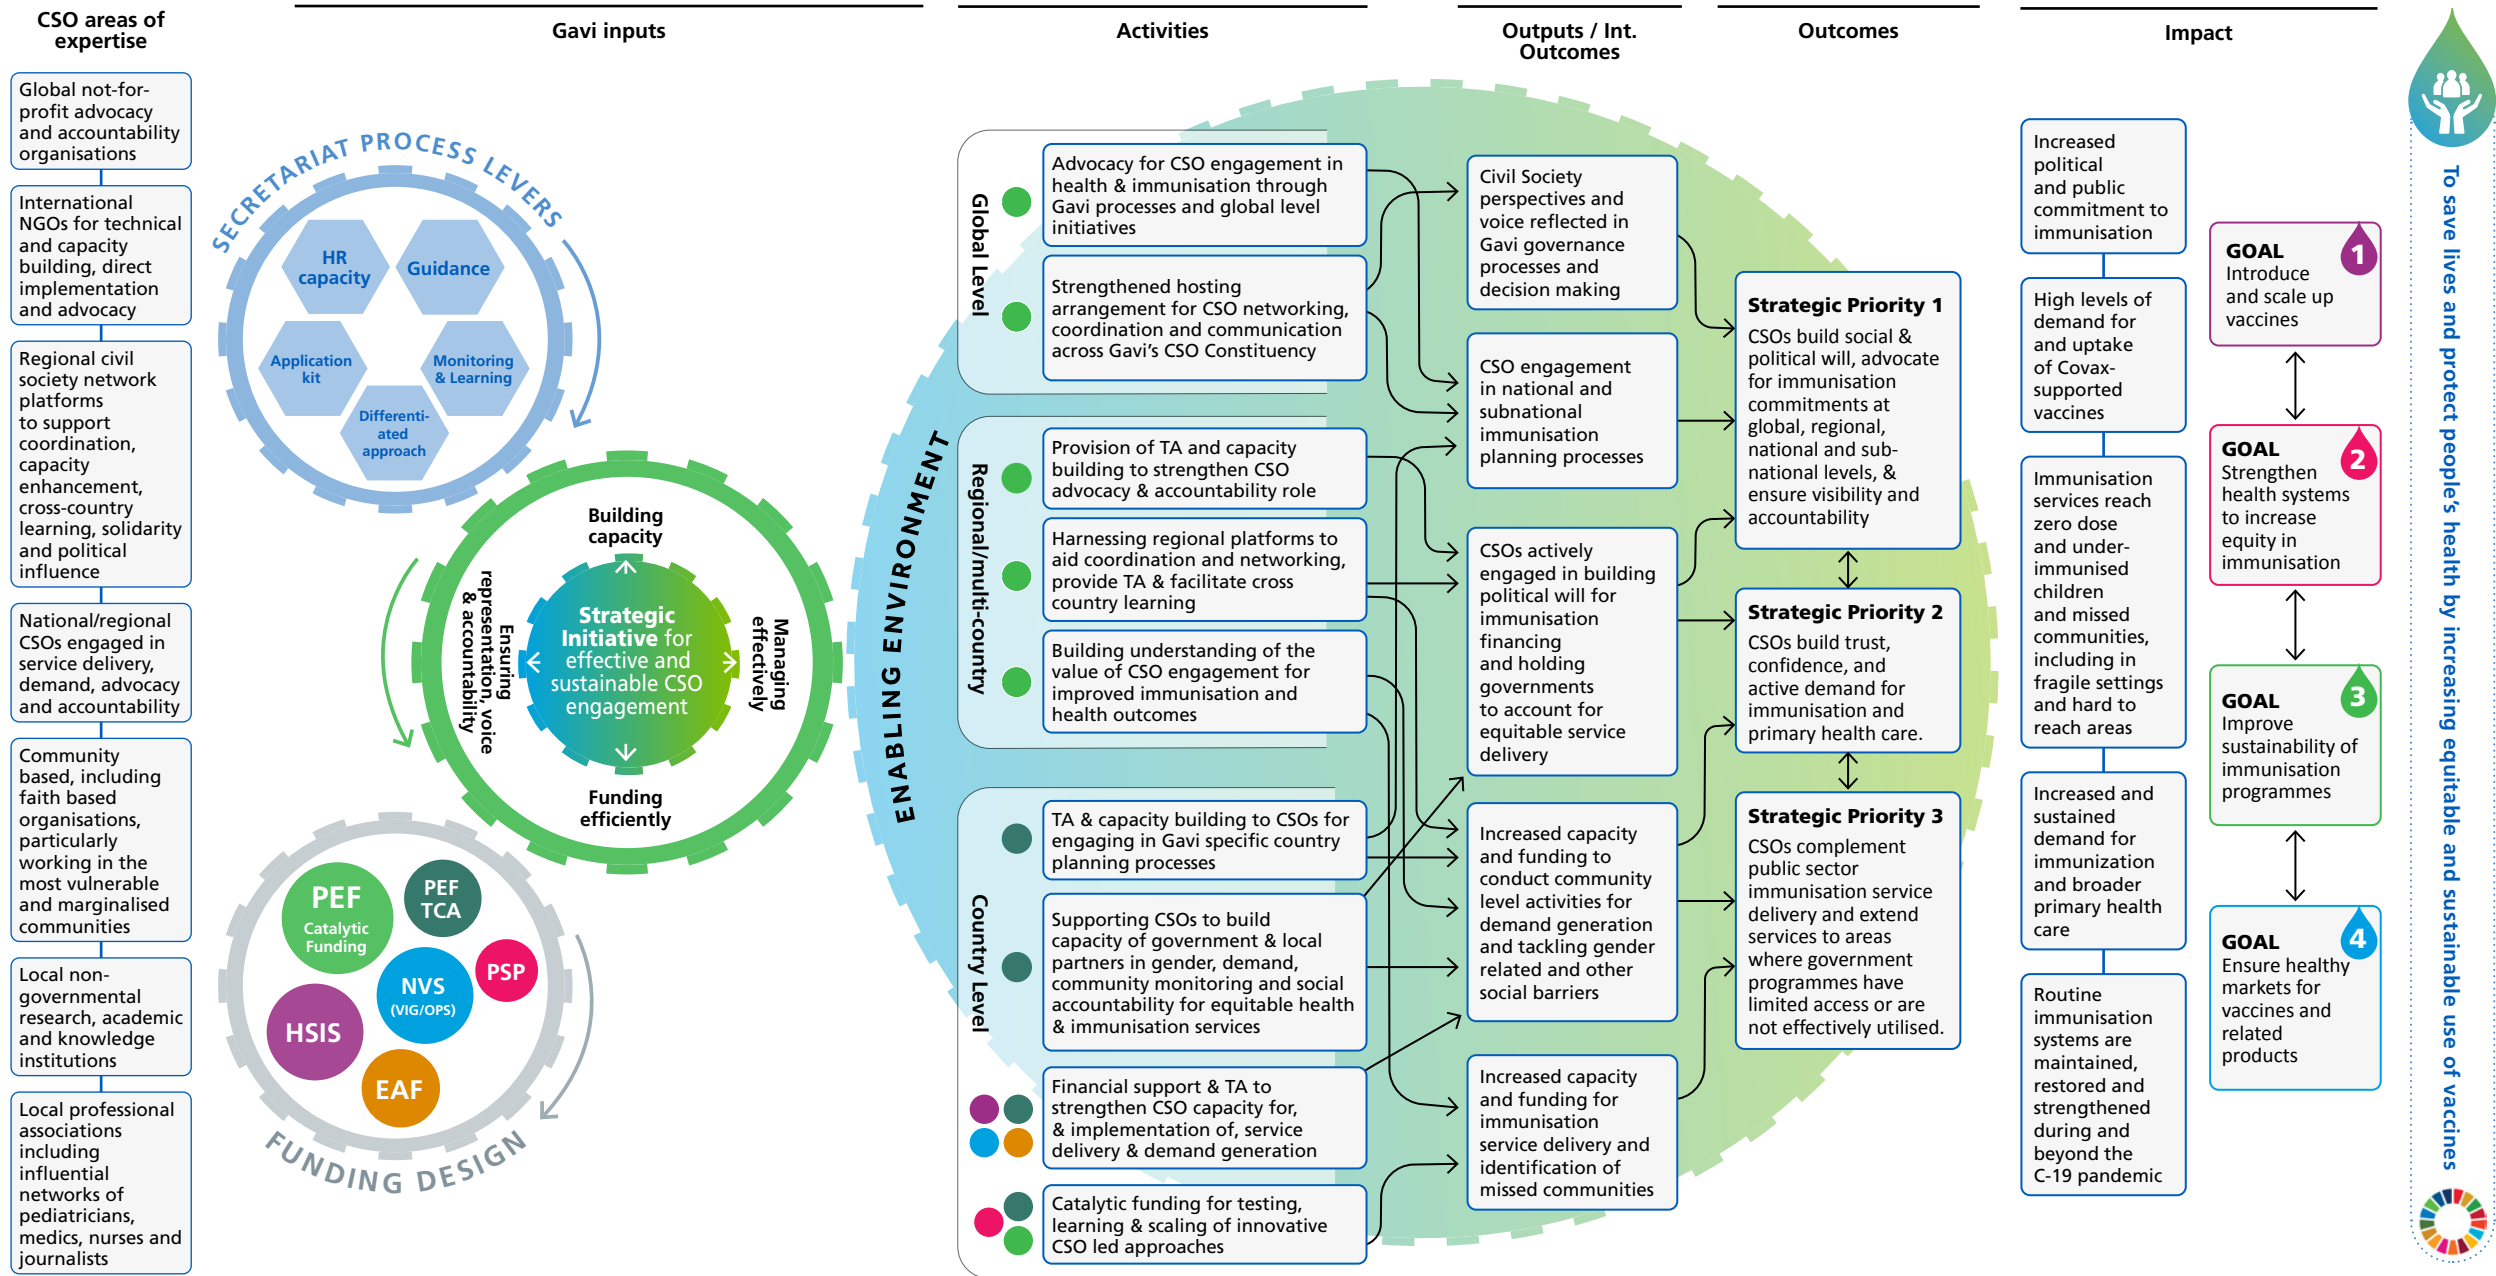 CSO areas of
expertise
Global not-for-
profit advocacy
and accountability
organisations
International
NGOs for technical
and capacity
building, direct
implementation
and advocacy
Regional civil
society network
platforms
to support
coordination,
capacity
enhancement,
cross-country
learning, solidarity
and political
influence
National/regional
CSOs engaged in
service delivery,
demand, advocacy
and accountability
Community
based, including
faith based
organisations,
particularly
working in the
most vulnerable
and marginalised
communities
Local non-
governmental
research, academic
and knowledge
institutions
Local professional
associations
including
influential
networks of
pediatricians,
medics, nurses and
journalists
Gavi inputs
SECRETARIAT PROCESS LEVERS
HR
capacity
Guidance
Application
kit
Monitoring
& Learning
Differenti-
ated
approach
Building
capacity
Ensuring
representation, voice
& accountability
Strategic
Initiative for
effective and
sustainable CSO
engagement
Managing
effectively
Funding
efficiently
PEF
Catalytic
Funding
PEF
TCA
NVS
(VIG/OPS)
PSP
HSIS
EAF
FUNDING DESIGN
Activities
ENABLING ENVIRONMENT
Global Level
Advocacy for CSO engagement in
health & immunisation through
Gavi processes and global level
initiatives
Strengthened hosting
arrangement for CSO networking,
coordination and communication
across Gavi's CSO Constituency
Regional/multi-country
Provision of TA and capacity
building to strengthen CSO
advocacy & accountability role
Harnessing regional platforms to
aid coordination and networking,
provide TA & facilitate cross
country learning
Building understanding of the
value of CSO engagement for
improved immunisation and
health outcomes
Country Level
TA & capacity building to CSOs for
engaging in Gavi specific country
planning processes
Supporting CSOs to build
capacity of government & local
partners in gender, demand,
community monitoring and social
accountability for equitable health
& immunisation services
Financial support & TA to
strengthen CSO capacity for,
& implementation of, service
delivery & demand generation
Catalytic funding for testing,
learning & scaling of innovative
CSO led approaches
Outputs / Int.
Outcomes
Civil Society
perspectives and
voice reflected in
Gavi governance
processes and
decision making
CSO engagement
in national and
subnational
immunisation
planning processes
CSOs actively
engaged in building
political will for
immunisation
financing
and holding
governments
to account for
equitable service
delivery
Increased capacity
and funding to
conduct community
level activities for
demand generation
and tackling gender
related and other
social barriers
Increased capacity
and funding for
immunisation
service delivery and
identification of
missed communities
Outcomes
Strategic Priority 1
CSOs build social &
political will, advocate
for immunisation
commitments at
global, regional,
national and sub-
national levels, &
ensure visibility and
accountability
Strategic Priority 2
CSOs build trust,
confidence, and
active demand for
immunisation and
primary health care.
Strategic Priority 3
CSOs complement
public sector
immunisation service
delivery and extend
services to areas
where government
programmes have
limited access or are
not effectively utilised.
Impact
Increased
political
and public
commitment to
immunisation
High levels of
demand for
and uptake
of Covax-
supported
vaccines
Immunisation
services reach
zero dose
and under-
immunised
children
and missed
communities,
including in
fragile settings
and hard to
reach areas
Increased and
sustained
demand for
immunization
and broader
primary health
care
Routine
immunisation
systems are
maintained,
restored and
strengthened
during and
beyond the
C-19 pandemic
GOAL
1
Introduce
and scale up
vaccines
GOAL
2
Strengthen
health systems
to increase
equity in
immunisation
GOAL
3
Improve
sustainability of
immunisation
programmes
GOAL
4
Ensure healthy
markets for
vaccines and
related
products
To save lives and protect people's health by increasing equitable and sustainable use of vaccines